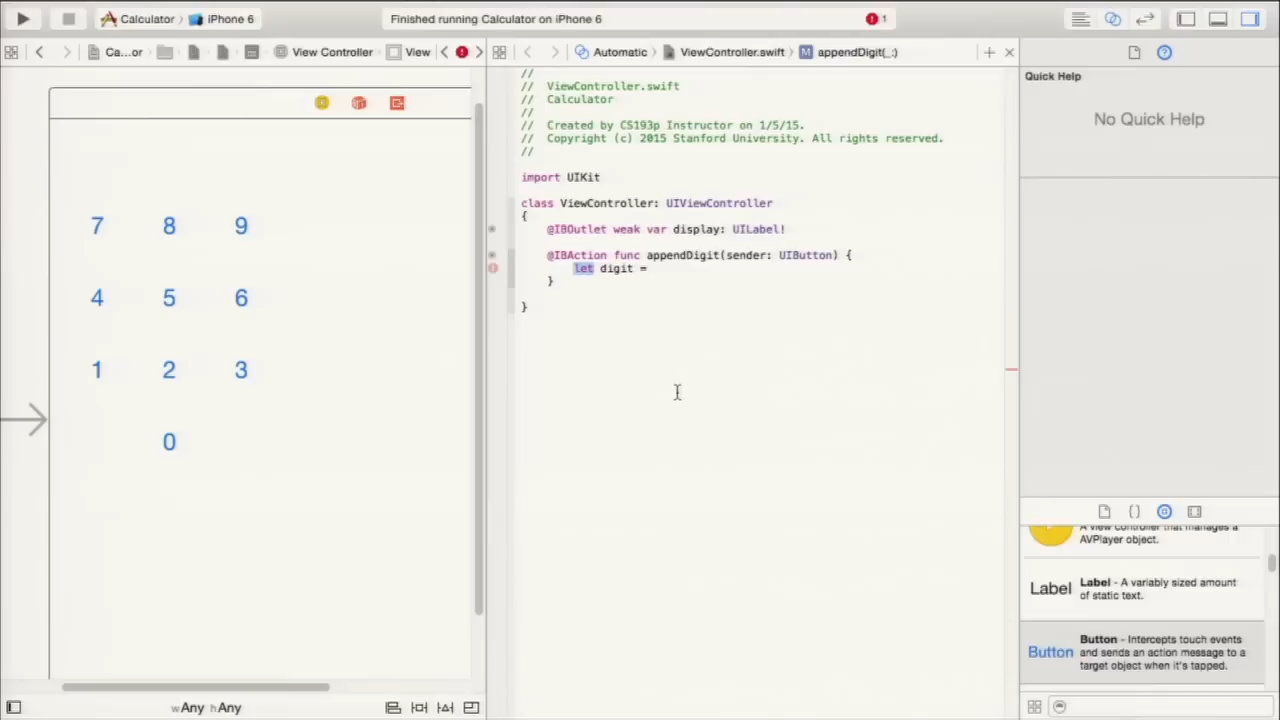 Calculator iPhone 6
Finished running Calculator on iPhone 6
1
Ca...or View Controller View
Automatic ViewController.swift M appendDigit(_:)
Quick Help
No Quick Help
//
// ViewController.swift
// Calculator
//
// Created by CS193p Instructor on 1/5/15.
// Copyright (c) 2015 Stanford University. All rights reserved.
//
import UIKit
class ViewController: UIViewController
{
@IBOutlet weak var display: UILabel!
@IBAction func appendDigit(sender: UIButton) {
let digit =
}
}
7 8 9
4 5 6
1 2 3
0
A view controller that manages a
AVPlayer object.
Label Label - A variably sized amount
of static text.
Button Button - Intercepts touch events
and sends an action message to a
target object when it's tapped.
wAny hAny